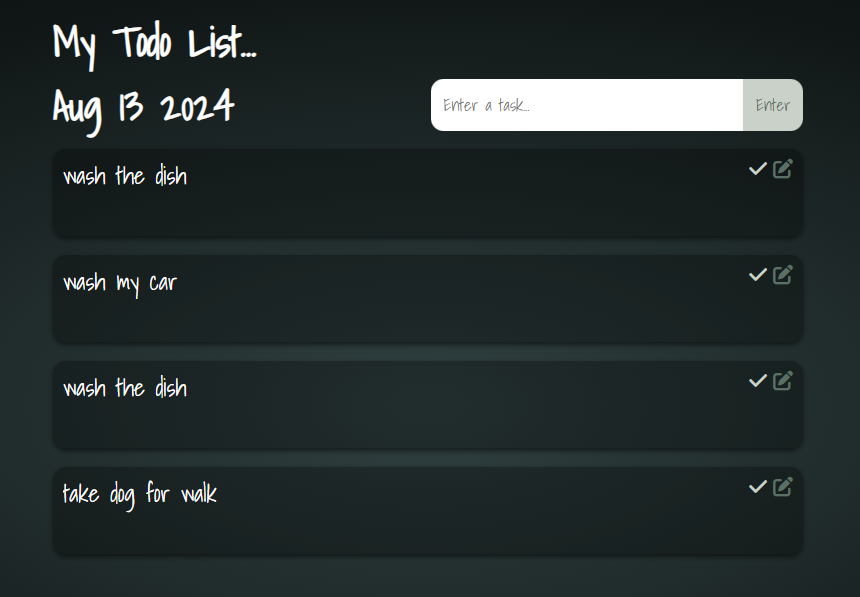 My Todo List...
Aug 13 2024
Enter a task...
Enter
wash the dish
wash my car
wash the dish
take dog for walk